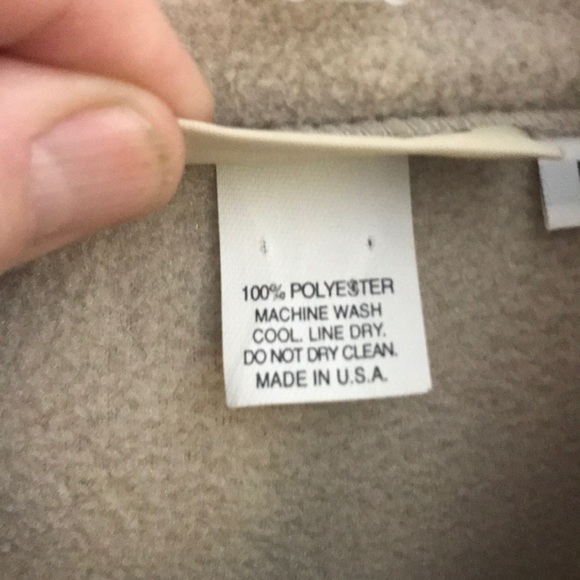 100% POLYESTER
MACHINE WASH
COOL. LINE DRY.
DO NOT DRY CLEAN.
MADE IN U.S.A.